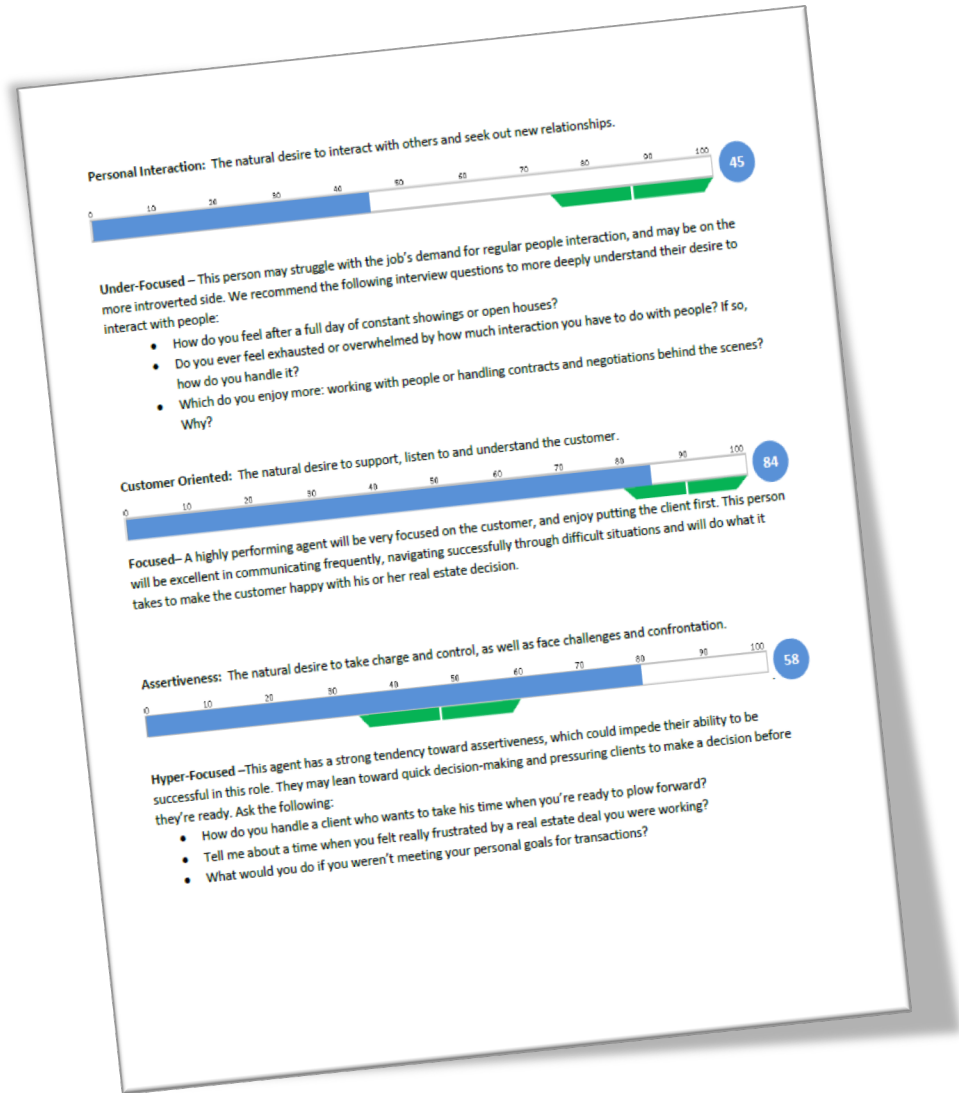 Personal Interaction: The natural desire to interact with others and seek out new relationships.
0 10 20 30 40 50 60 70 80 90 100
45
Under-Focused – This person may struggle with the job's demand for regular people interaction, and may be on the
more introverted side. We recommend the following interview questions to more deeply understand their desire to
interact with people:
• How do you feel after a full day of constant showings or open houses?
• Do you ever feel exhausted or overwhelmed by how much interaction you have to do with people? If so,
how do you handle it?
• Which do you enjoy more: working with people or handling contracts and negotiations behind the scenes?
Why?
Customer Oriented: The natural desire to support, listen to and understand the customer.
0 10 20 30 40 50 60 70 80 90 100
84
Focused– A highly performing agent will be very focused on the customer, and enjoy putting the client first. This person
will be excellent in communicating frequently, navigating successfully through difficult situations and will do what it
takes to make the customer happy with his or her real estate decision.
Assertiveness: The natural desire to take charge and control, as well as face challenges and confrontation.
0 10 20 30 40 50 60 70 80 90 100
58
Hyper-Focused –This agent has a strong tendency toward assertiveness, which could impede their ability to be
successful in this role. They may lean toward quick decision-making and pressuring clients to make a decision before
they're ready. Ask the following:
• How do you handle a client who wants to take his time when you're ready to plow forward?
• Tell me about a time when you felt really frustrated by a real estate deal you were working?
• What would you do if you weren't meeting your personal goals for transactions?